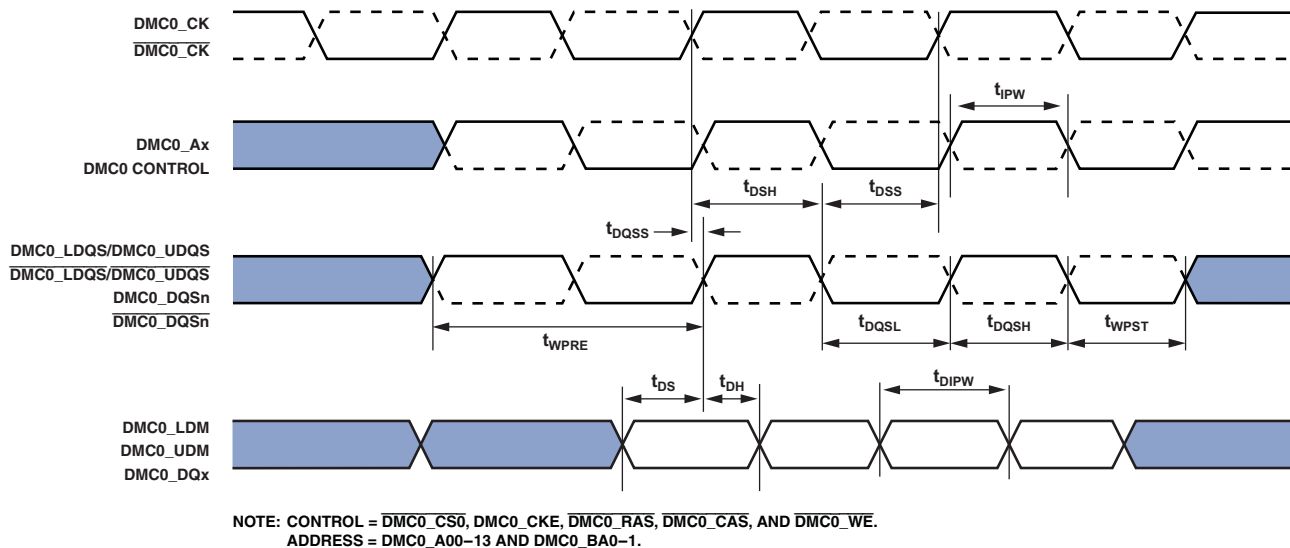 DMC0_CK
DMC0_CK
tIPW
DMC0_Ax
DMC0 CONTROL
tDSH
tDSS
tDQSS
DMC0_LDQS/DMC0_UDQS
DMC0_LDQS/DMC0_UDQS
DMC0_DQSn
DMC0_DQSn
tWPRE
tDQSL
tDQSH
tWPST
tDS
tDH
tDIPW
DMC0_LDM
DMC0_UDM
DMC0_DQx
NOTE: CONTROL = DMC0_CS0, DMC0_CKE, DMC0_RAS, DMC0_CAS, AND DMC0_WE.
ADDRESS = DMC0_A00–13 AND DMC0_BA0–1.